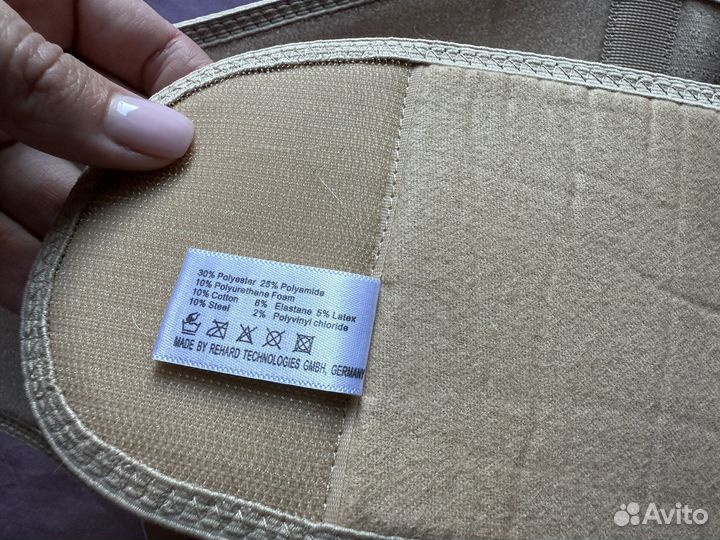 30% Polyester 25% Polyamide
10% Polyurethane Foam
10% Cotton 8% Elastane 5% Latex
10% Steel 2% Polyvinyl chloride
MADE BY REHARD TECHNOLOGIES GMBH, GERMANY
Avito